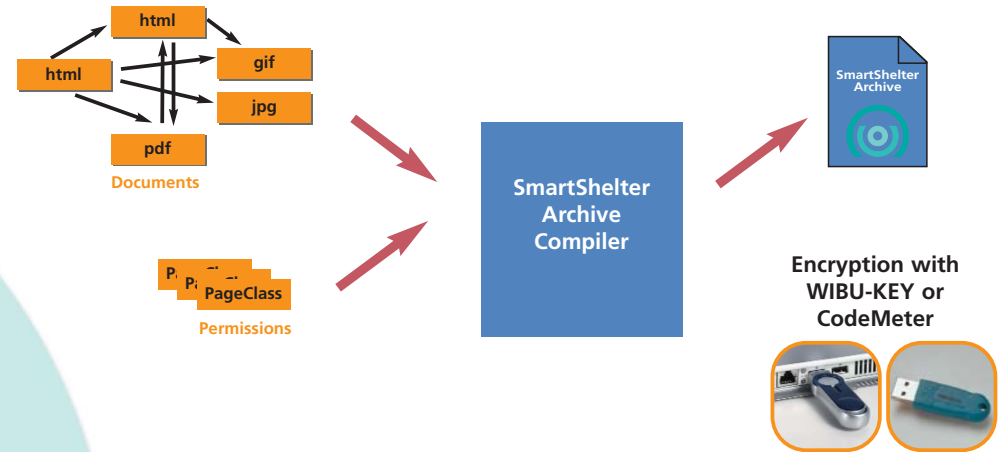 html
html
gif
jpg
pdf
Documents
SmartShelter
Archive
Compiler
SmartShelter
Archive
PageClass
Permissions
Encryption with
WIBU-KEY or
CodeMeter